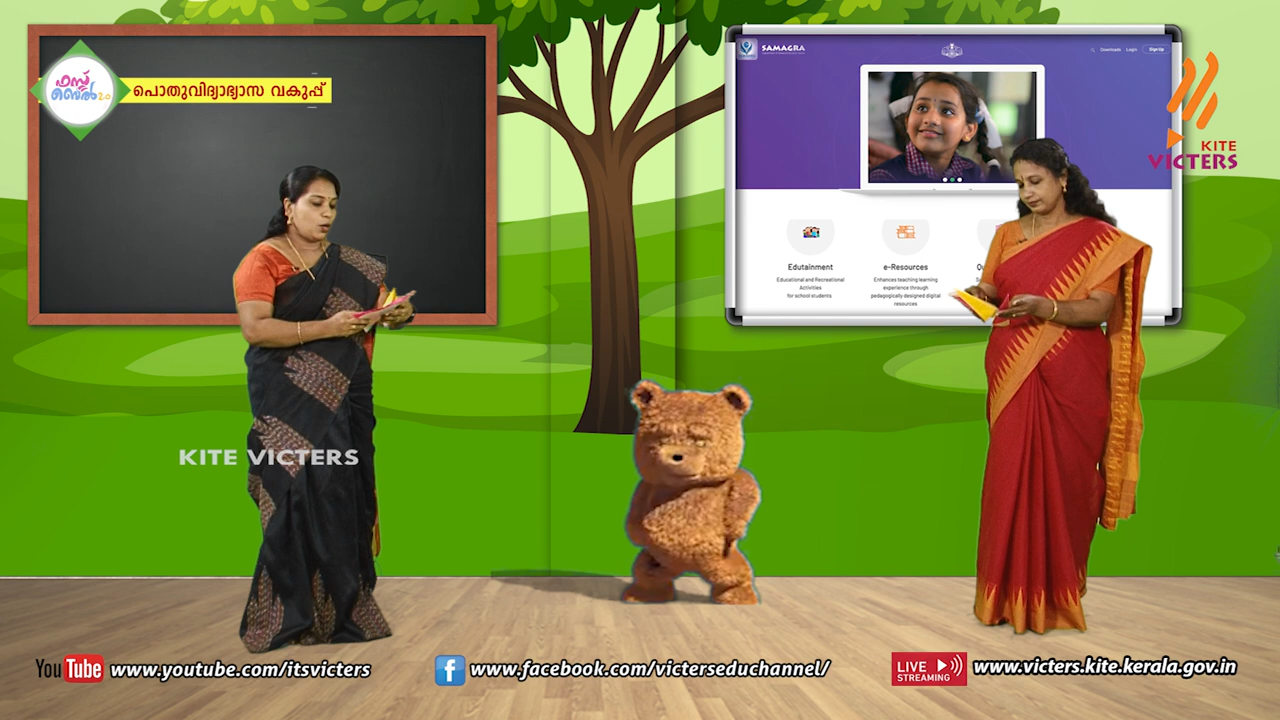 ഫസ്റ്റ്
ബെൽ 2.0
പൊതുവിദ്യാഭ്യാസ വകുപ്പ്
SAMAGRA
Downloads Login Sign Up
KITE
VICTERS
Edutainment
Educational and Recreational
Activities
for school students
e-Resources
Enhances teaching learning
experience through
pedagogically designed digital
resources
KITE VICTERS
YouTube www.youtube.com/itsvicters
f www.facebook.com/victerseduchannel/
LIVE
STREAMING
www.victers.kite.kerala.gov.in